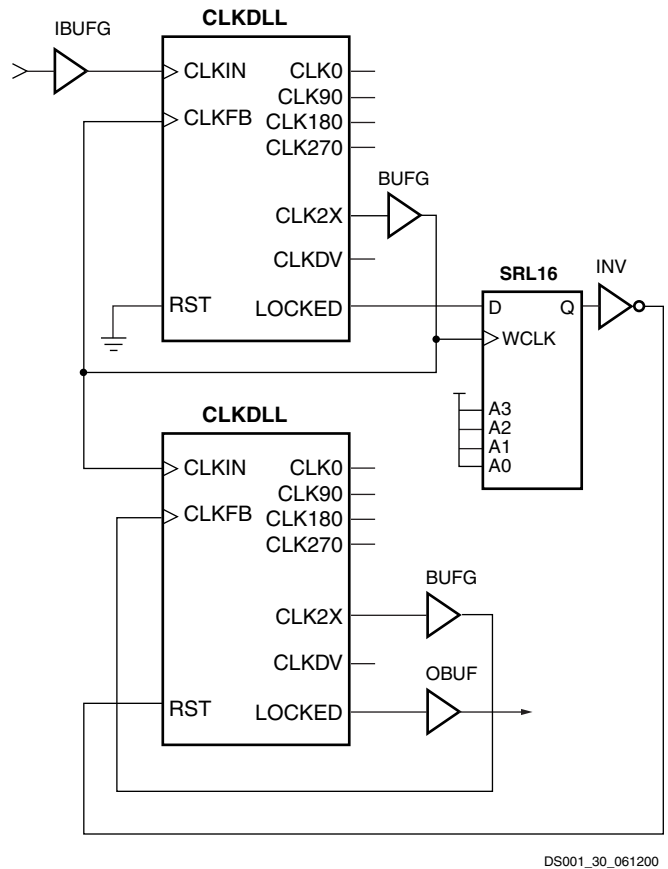 CLKDLL
IBUFG
CLKIN
CLKFB
RST
CLK0
CLK90
CLK180
CLK270
CLK2X
CLKDV
LOCKED
BUFG
SRL16
D
Q
WCLK
A3
A2
A1
A0
INV
CLKDLL
CLKIN
CLKFB
RST
CLK0
CLK90
CLK180
CLK270
CLK2X
CLKDV
LOCKED
BUFG
OBUF
DS001_30_061200